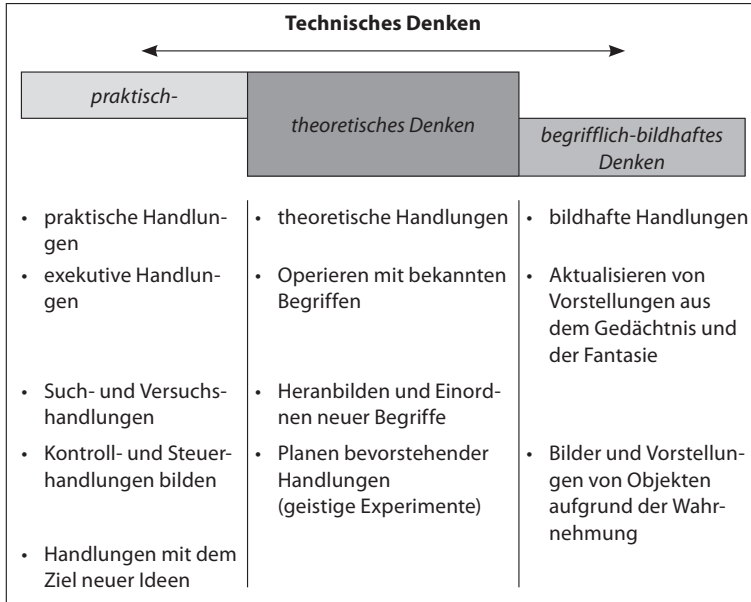 Technisches Denken
praktisch-
theoretisches Denken
begrifflich-bildhaftes
Denken
• praktische Handlun-
gen
• exekutive Handlun-
gen
• Such- und Versuchs-
handlungen
• Kontroll- und Steuer-
handlungen bilden
• Handlungen mit dem
Ziel neuer Ideen
• theoretische Handlungen
• Operieren mit bekannten
Begriffen
• Heranbilden und Einord-
nen neuer Begriffe
• Planen bevorstehender
Handlungen
(geistige Experimente)
• bildhafte Handlungen
• Aktualisieren von
Vorstellungen aus
dem Gedächtnis und
der Fantasie
• Bilder und Vorstellun-
gen von Objekten
aufgrund der Wahr-
nehmung